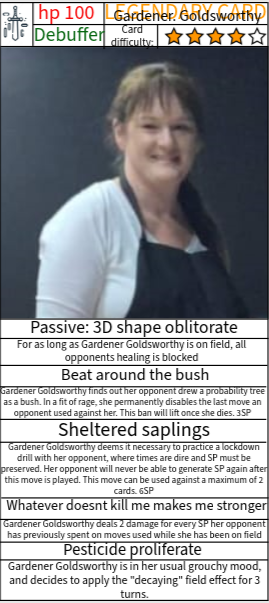 hp 100
LEGENDARY CARD
Gardener. Goldsworthy
Debuffer
Card
difficulty:
Passive: 3D shape oblitorate
For as long as Gardener Goldsworthy is on field, all
opponents healing is blocked
Beat around the bush
Gardener Goldsworthy finds out her opponent drew a probability tree
as a bush. In a fit of rage, she permanently disables the last move an
opponent used against her. This ban will lift once she dies. 3SP
Sheltered saplings
Gardener Goldsworthy deems it necessary to practice a lockdown
drill with her opponent, where times are dire and SP must be
preserved. Her opponent will never be able to generate SP again after
this move is played. This move can be used against a maximum of 2
cards. 6SP
Whatever doesnt kill me makes me stronger
Gardener Goldsworthy deals 2 damage for every SP her opponent
has previously spent on moves used while she has been on field
Pesticide proliferate
Gardener Goldsworthy is in her usual grouchy mood,
and decides to apply the "decaying" field effect for 3
turns.